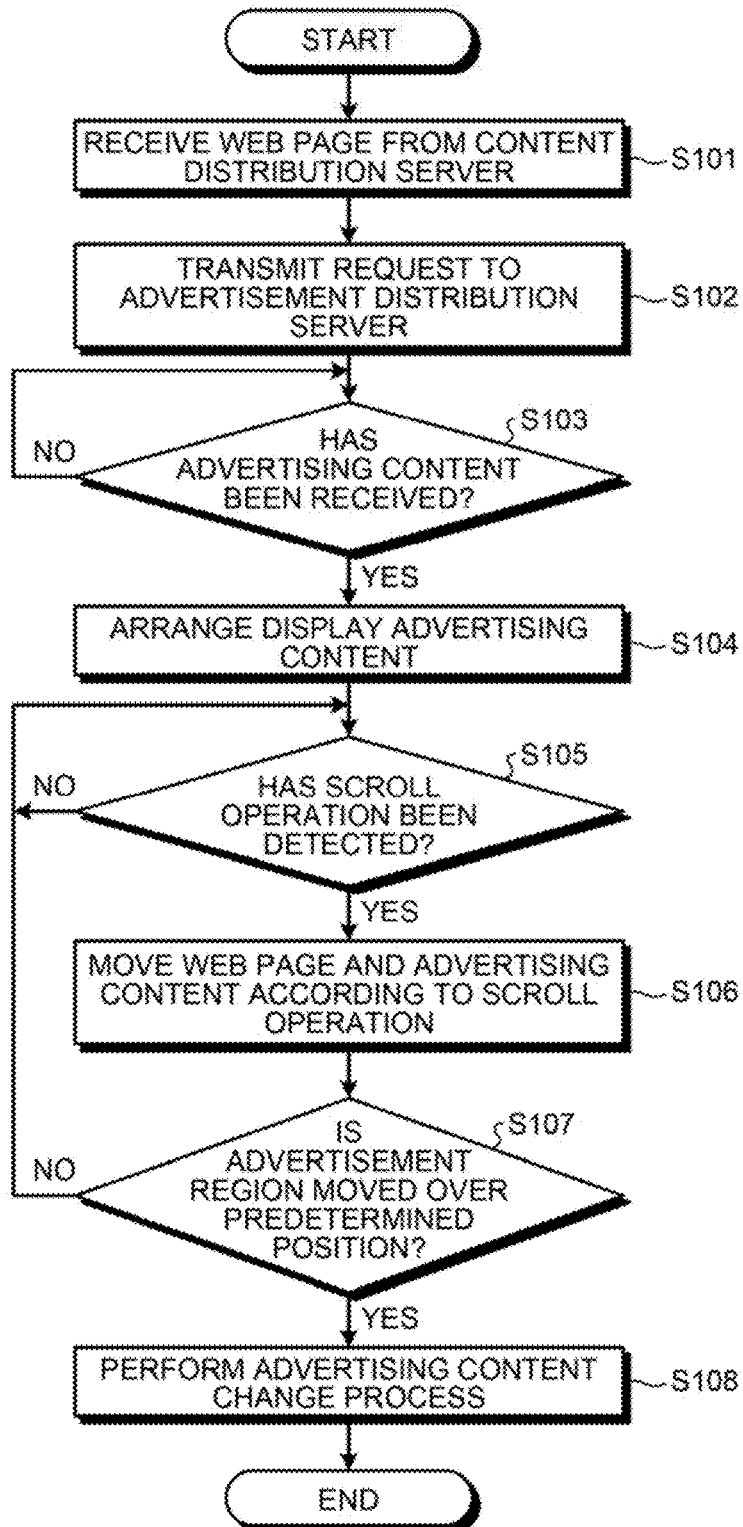 START
RECEIVE WEB PAGE FROM CONTENT
DISTRIBUTION SERVER
S101
TRANSMIT REQUEST TO
ADVERTISEMENT DISTRIBUTION
SERVER
S102
S103
NO
HAS
ADVERTISING CONTENT
BEEN RECEIVED?
YES
ARRANGE DISPLAY ADVERTISING
CONTENT
S104
S105
NO
HAS SCROLL
OPERATION BEEN
DETECTED?
YES
MOVE WEB PAGE AND ADVERTISING
CONTENT ACCORDING TO SCROLL
OPERATION
S106
S107
NO
IS
ADVERTISEMENT
REGION MOVED OVER
PREDETERMINED
POSITION?
YES
PERFORM ADVERTISING CONTENT
CHANGE PROCESS
S108
END